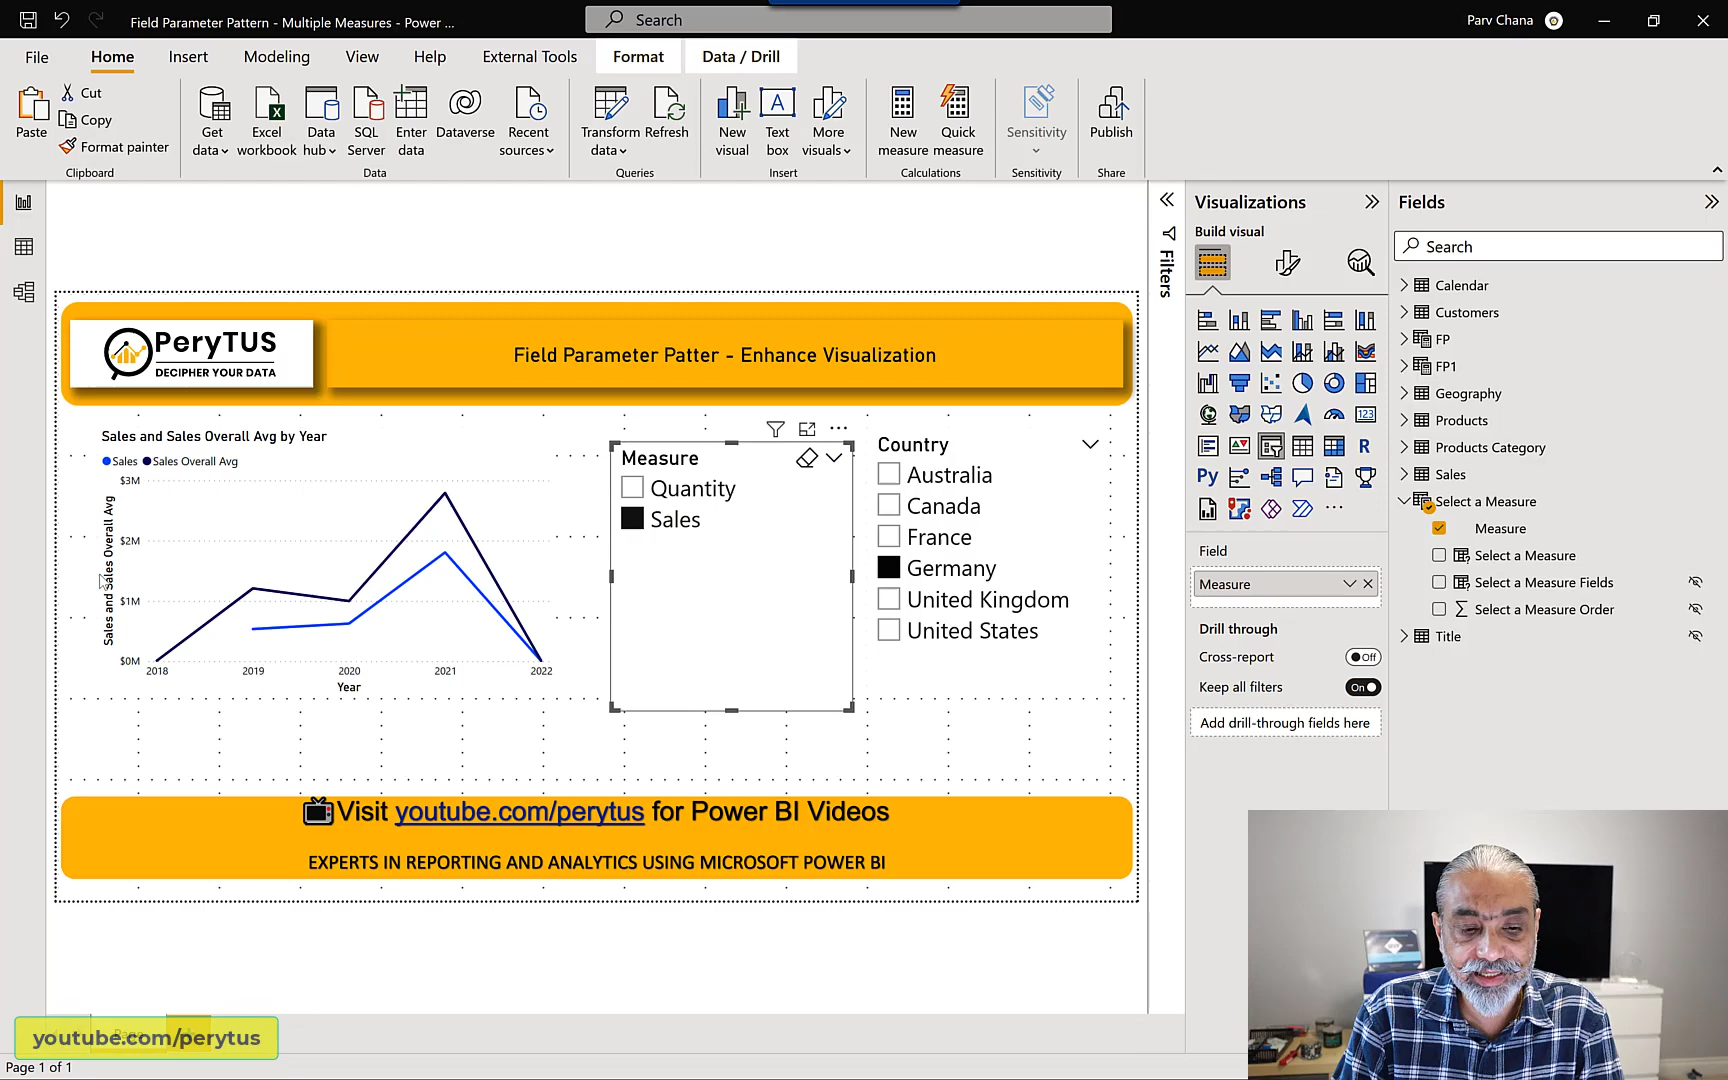 Field Parameter Pattern - Multiple Measures - Power ...
Search
Parv Chana
File
Home
Insert
Modeling
View
Help
External Tools
Format
Data / Drill
Paste
Cut
Copy
Format painter
Clipboard
Get data
Excel workbook
Data hub
SQL Server
Enter data
Dataverse
Recent sources
Data
Transform data
Refresh
Queries
New visual
Text box
More visuals
Insert
New measure
Quick measure
Calculations
Sensitivity
Sensitivity
Publish
Share
PeryTUS
DECIPHER YOUR DATA
Field Parameter Patter - Enhance Visualization
Sales and Sales Overall Avg by Year
Sales
Sales Overall Avg
Sales and Sales Overall Avg
$3M
$2M
$1M
$0M
2018
2019
2020
2021
2022
Year
Measure
Quantity
Sales
Country
Australia
Canada
France
Germany
United Kingdom
United States
Visit youtube.com/perytus for Power BI Videos
EXPERTS IN REPORTING AND ANALYTICS USING MICROSOFT POWER BI
Filters
Visualizations
Build visual
123
R
Py
Field
Measure
Drill through
Cross-report
Off
Keep all filters
On
Add drill-through fields here
Fields
Search
Calendar
Customers
FP
FP1
Geography
Products
Products Category
Sales
Select a Measure
Measure
Select a Measure
Select a Measure Fields
Select a Measure Order
Title
youtube.com/perytus
Page 1 of 1